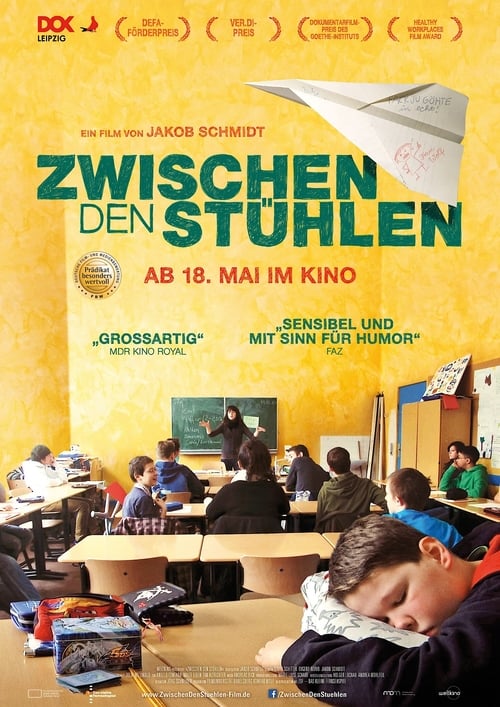 DOK
LEIPZIG
DEFA-
FÖRDERPREIS
VER.DI-
PREIS
DOKUMENTARFILM-
PREIS DES
GOETHE-INSTITUTS
HEALTHY
WORKPLACES
FILM AWARD
EIN FILM VON JAKOB SCHMIDT
ZWISCHEN
DEN STÜHLEN
Prädikat
besonders
wertvoll
FBW
AB 18. MAI IM KINO
„GROSSARTIG“
MDR KINO ROYAL
„SENSIBEL UND
MIT SINN FÜR HUMOR“
FAZ
www.ZwischenDenStuehlen-Film.de
/ZwischenDenStuehlen
weltkino